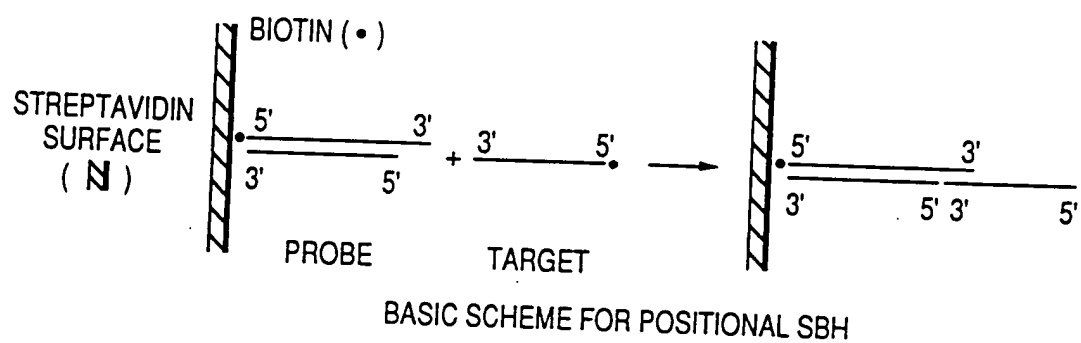 BIOTIN ( • )
STREPTAVIDIN
SURFACE
( )
5' 3' 3' 5'
+
3' 5'
5' 3'
3' 5' 3' 5'
PROBE TARGET
BASIC SCHEME FOR POSITIONAL SBH